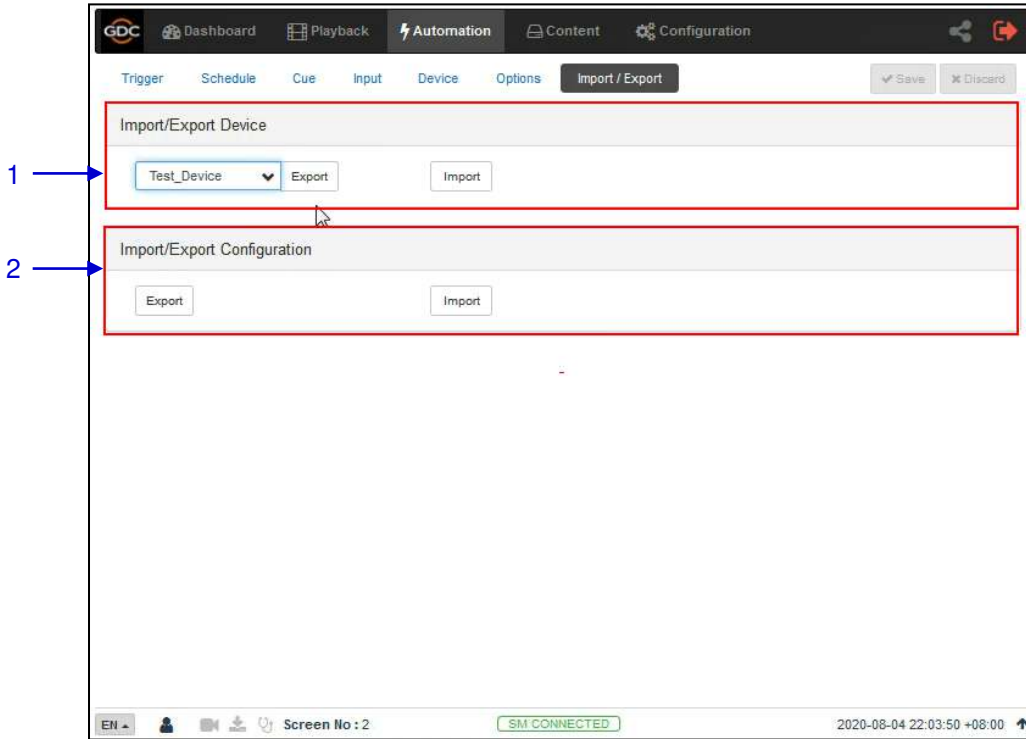 GDC Dashboard Playback Automation Content Configuration
Trigger Schedule Cue Input Device Options Import / Export Save Discard
Import/Export Device
1
Test_Device Export Import
Import/Export Configuration
2
Export Import
-
EN Screen No : 2 SM CONNECTED 2020-08-04 22:03:50 +08:00